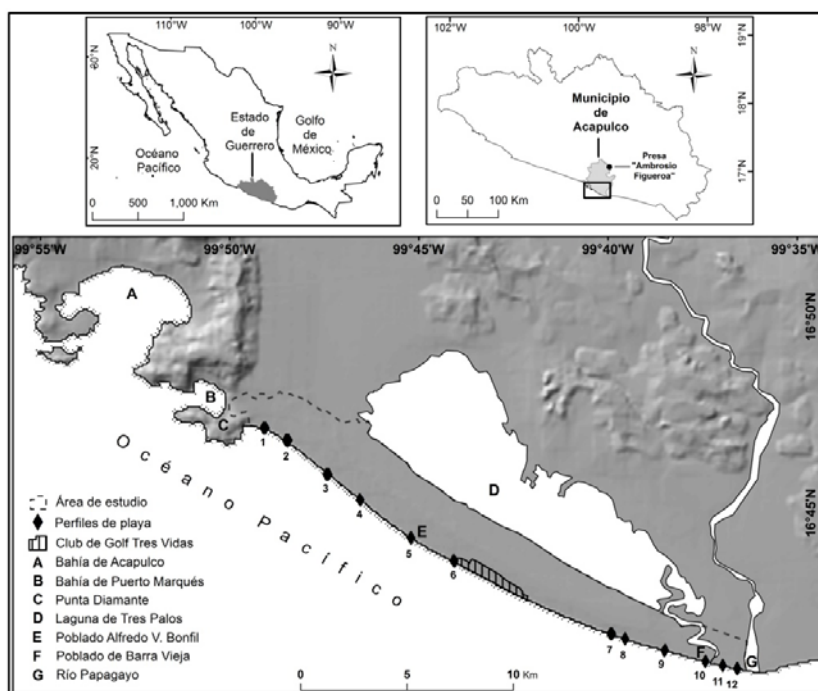 110°W
100°W
90°W
N
30°N
20°N
Estado
de
Guerrero
Golfo
de
México
Océano
Pacífico
0
500
1,000 Km
102°W
100°W
98°W
19°N
18°N
17°N
N
Municipio
de
Acapulco
Presa
"Ambrosio
Figueroa"
0
50
100 Km
99°55'W
99°50'W
99°45'W
99°40'W
99°35'W
16°50'N
16°45'N
A
B
C
D
E
F
G
1
2
3
4
5
6
7
8
9
10
11
12
Océano Pacífico
Área de estudio
Perfiles de playa
Club de Golf Tres Vidas
A Bahía de Acapulco
B Bahía de Puerto Marqués
C Punta Diamante
D Laguna de Tres Palos
E Poblado Alfredo V. Bonfil
F Poblado de Barra Vieja
G Río Papagayo
0
5
10 Km